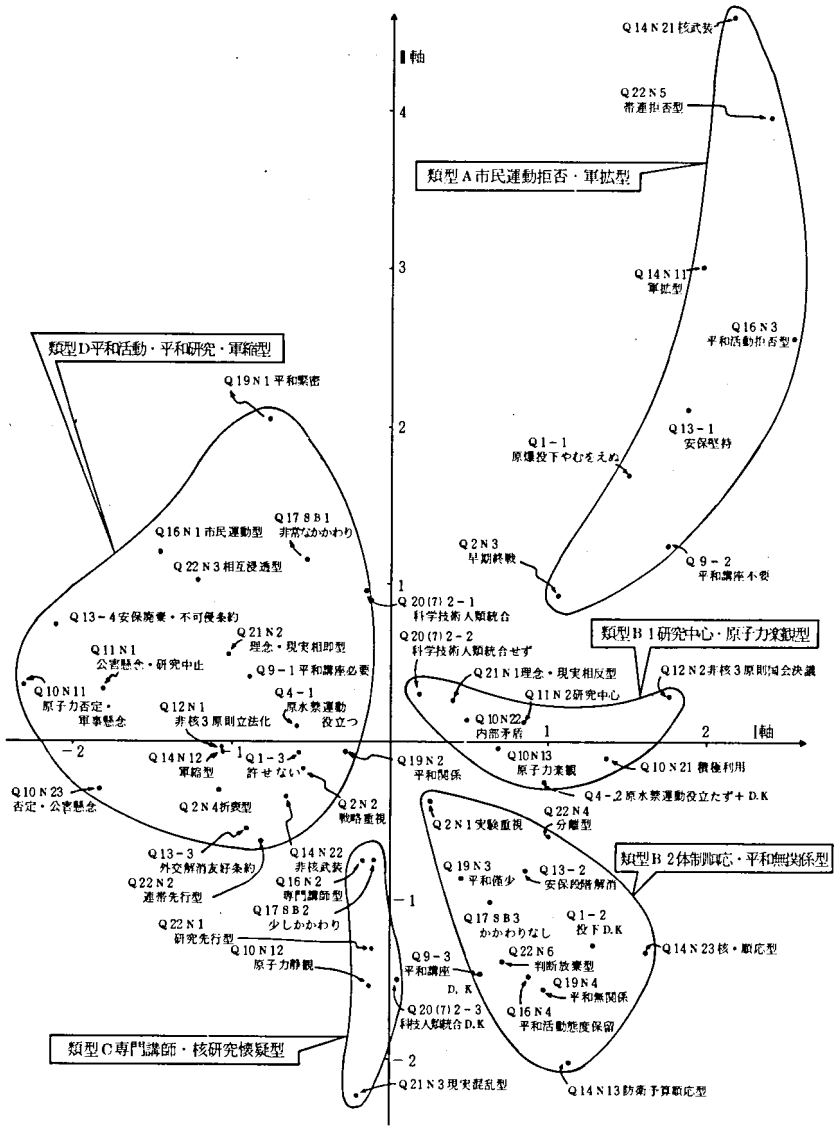 Ⅱ軸
4
3
2
1
-1
-2
-2
-1
1
2
Ⅰ軸
Q14N21核武装
Q22N5
帯連拒否型
類型A市民運動拒否・軍拡型
Q14N11
軍拡型
Q16N3
平和活動拒否型
Q13-1
安保堅持
Q1-1
原爆投下やむをえぬ
Q2N3
早期終戦
Q9-2
平和講座不要
類型D平和活動・平和研究・軍縮型
Q19N1平和緊密
Q16N1市民運動型
Q17SB1
非常なかかわり
Q22N3相互浸透型
Q13-4安保廃棄・不可侵条約
Q21N2
理念・現実相即型
Q11N1
公害懸念・研究中止
Q9-1平和講座必要
Q10N11
原子力否定・
軍事懸念
Q4-1
原水禁運動
役立つ
Q12N1
非核3原則立法化
Q14N12
軍縮型
Q1-3
許せない
Q19N2
平和関係
Q10N23
否定・公害懸念
Q2N4折衷型
Q2N2
戦略重視
Q13-3
外交解消友好条約
Q14N22
非核武装
Q22N2
連帯先行型
Q20(7)2-1
科学技術人類統合
Q20(7)2-2
科学技術人類統合せず
類型B1研究中心・原子力楽観型
Q21N1理念・現実相反型
Q12N2非核3原則国会決議
Q11N2研究中心
Q10N22
内部矛盾
Q10N13
原子力楽観
Q10N21積極利用
Q4-2原水禁運動役立たず+D.K
Q2N1実験重視
Q22N4
分離型
類型B2体制順応・平和無関係型
Q19N3
平和僅少
Q13-2
安保段階解消
Q17SB3
かかわりなし
Q1-2
投下D.K
Q14N23核・順応型
Q22N6
判断放棄型
Q9-3
平和講座
D.K
Q19N4
平和無関係
Q16N4
平和活動態度保留
Q14N13防衛予算順応型
Q16N2
専門講師型
Q17SB2
少しかかわり
Q22N1
研究先行型
Q10N12
原子力静観
Q20(7)2-3
科技人類統合D.K
類型C専門講師・核研究懐疑型
Q21N3現実混乱型